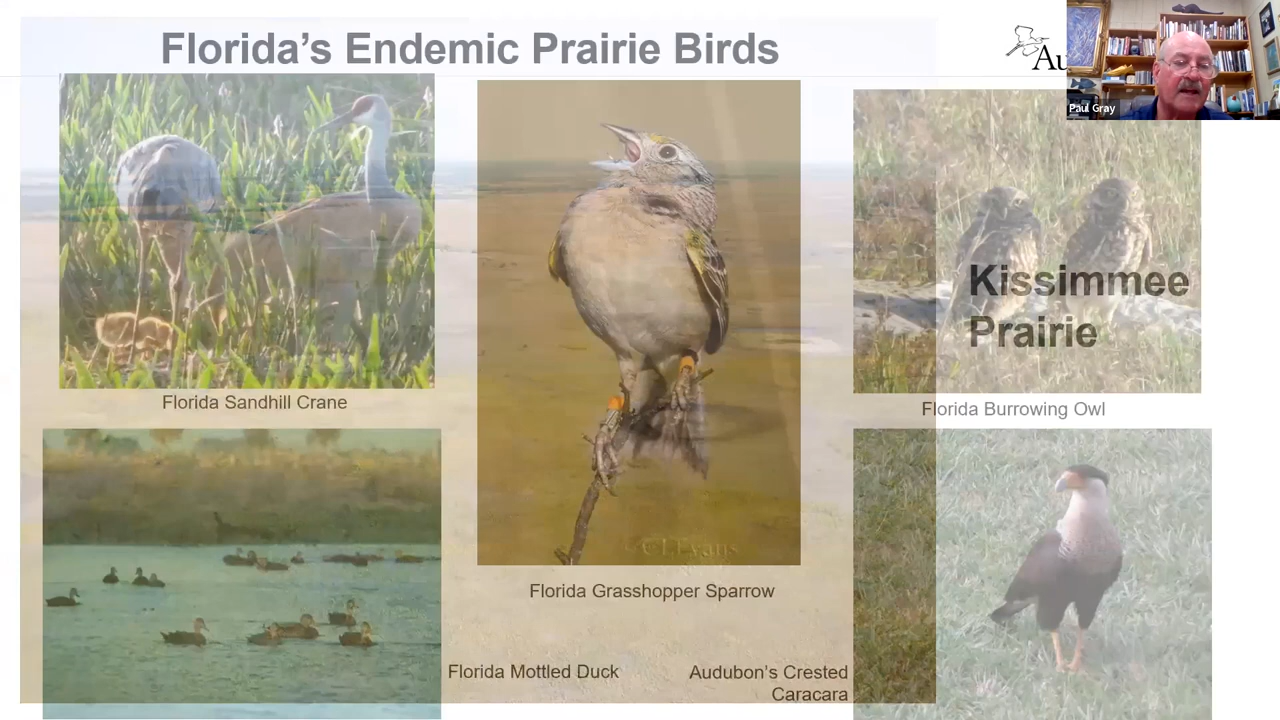 Florida's Endemic Prairie Birds
Au
Paul Gray
Kissimmee
Prairie
Florida Sandhill Crane
Florida Burrowing Owl
Florida Grasshopper Sparrow
Florida Mottled Duck
Audubon's Crested
Caracara